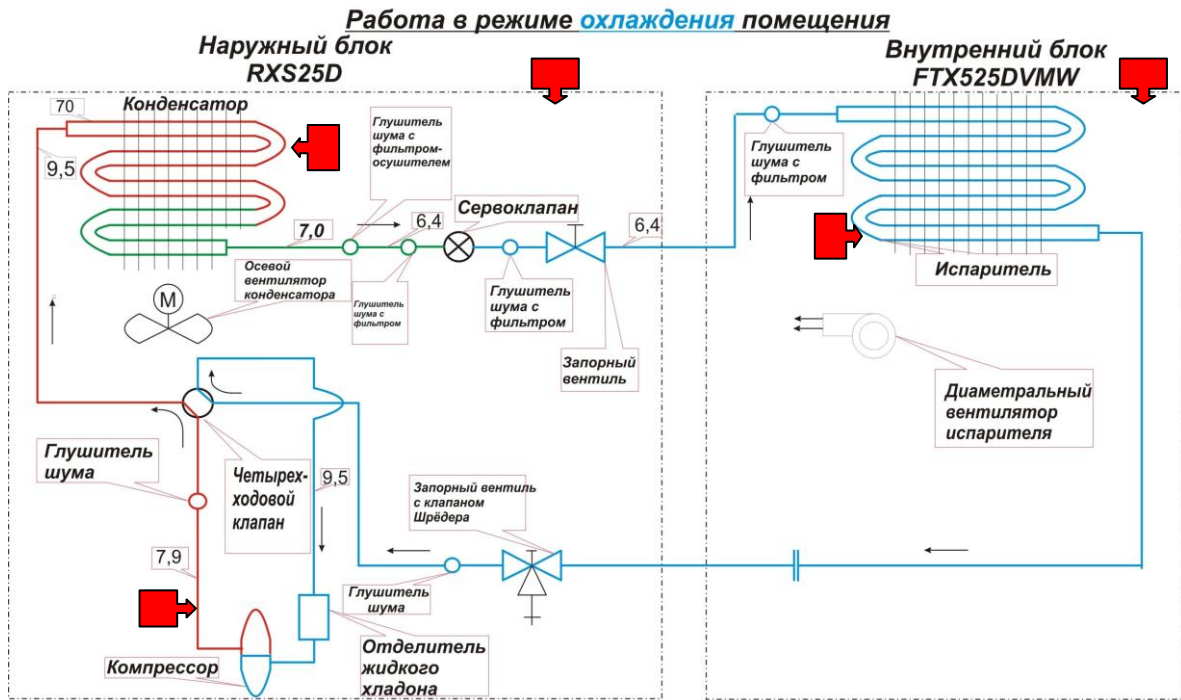 Работа в режиме охлаждения помещения
Наружный блок
RXS25D
Внутренний блок
FTX525DVMW
70
Конденсатор
9,5
Глушитель
шума с
фильтром-
осушителем
7,0
6,4
Сервоклапан
6,4
Глушитель
шума с
фильтром
Испаритель
Осевой
вентилятор
конденсатора
M
Глушитель
шума с
фильтром
Глушитель
шума с
фильтром
Запорный
вентиль
Диаметральный
вентилятор
испарителя
Глушитель
шума
Четырех-
ходовой
клапан
9,5
Запорный вентиль
с клапаном
Шрёдера
7,9
Глушитель
шума
Отделитель
жидкого
хладона
Компрессор